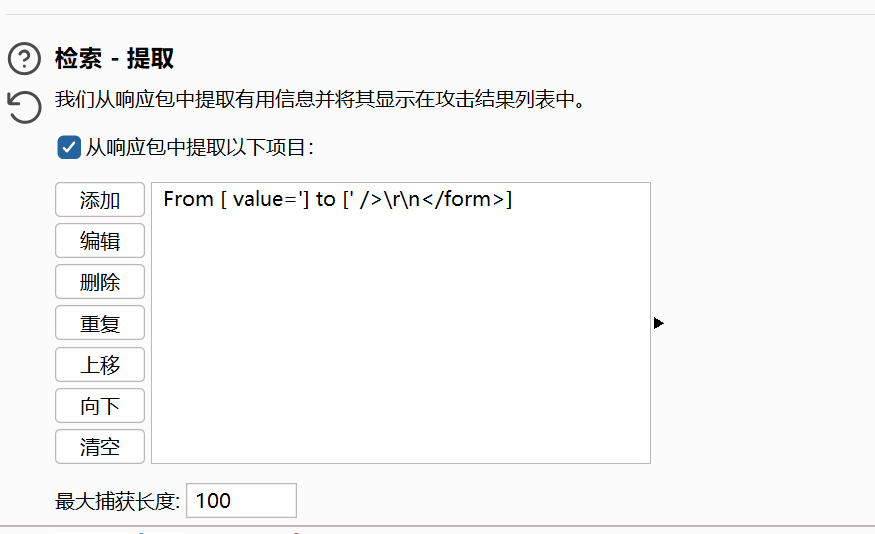 检索 - 提取
我们从响应包中提取有用信息并将其显示在攻击结果列表中。
从响应包中提取以下项目：
添加
From [ value='] to [' />\r\n</form>]
编辑
删除
重复
上移
向下
清空
最大捕获长度: 100